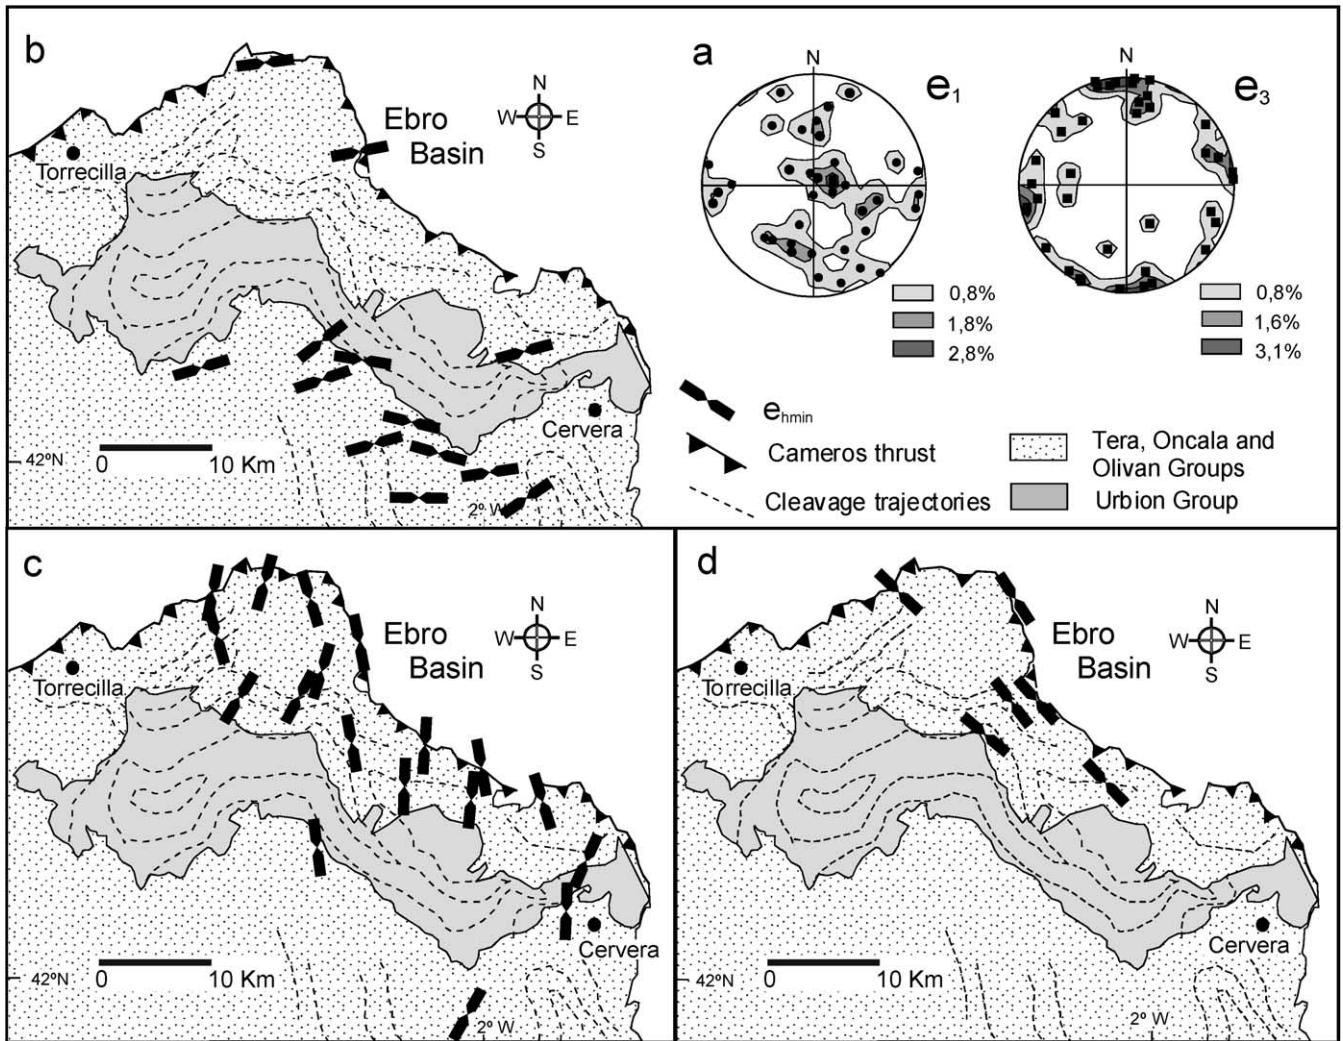 b
N
W E
S
Ebro
Basin
Torrecilla
Cervera
42ºN
0 10 Km
2º W
a
N
e1
0,8%
1,8%
2,8%
N
e3
0,8%
1,6%
3,1%
ehmin
Cameros thrust
Cleavage trajectories
Tera, Oncala and
Olivan Groups
Urbion Group
c
N
W E
S
Ebro
Basin
Torrecilla
Cervera
42ºN
0 10 Km
2º W
d
N
W E
S
Ebro
Basin
Torrecilla
Cervera
42ºN
0 10 Km
2º W